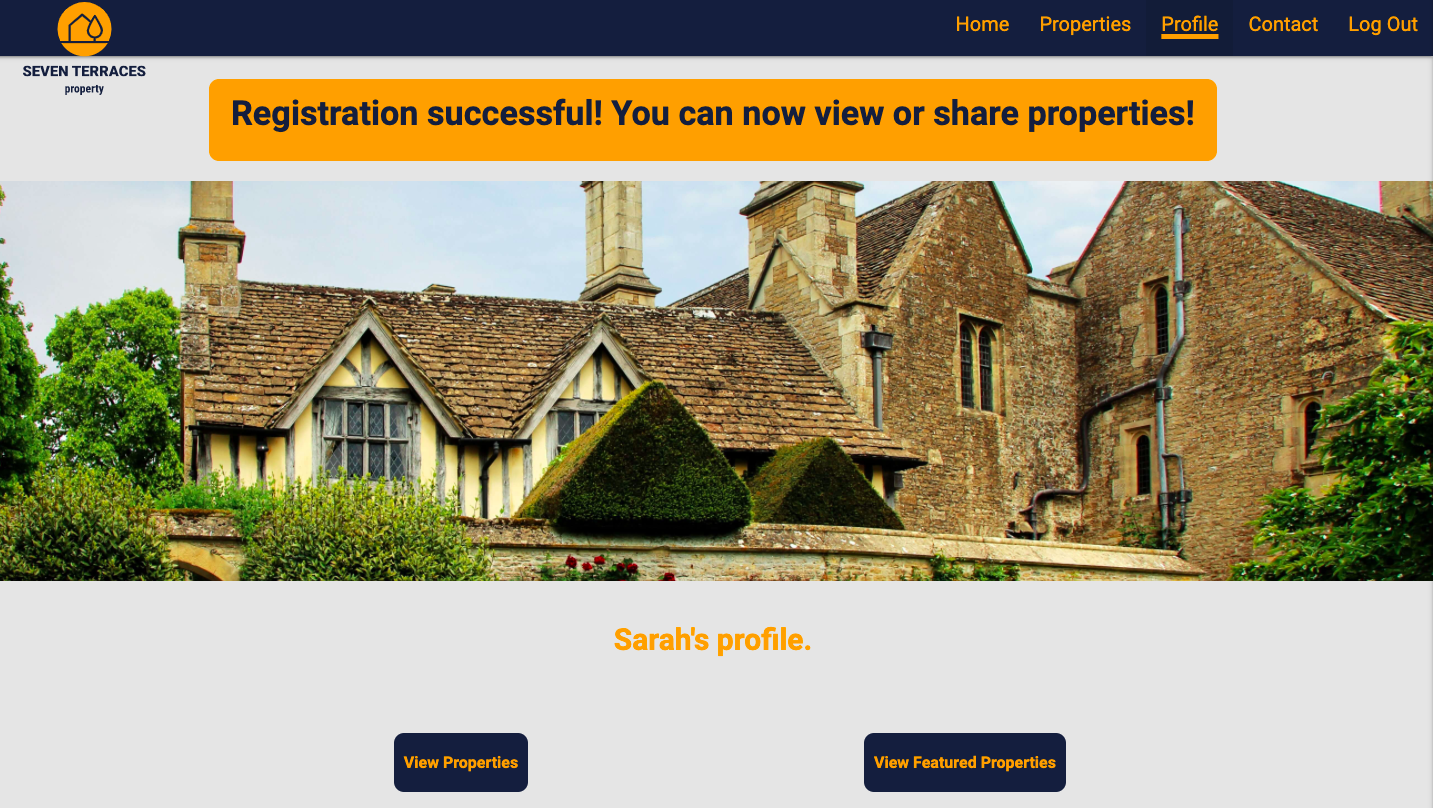 Home Properties Profile Contact Log Out
SEVEN TERRACES
property
Registration successful! You can now view or share properties!
Sarah's profile.
View Properties
View Featured Properties